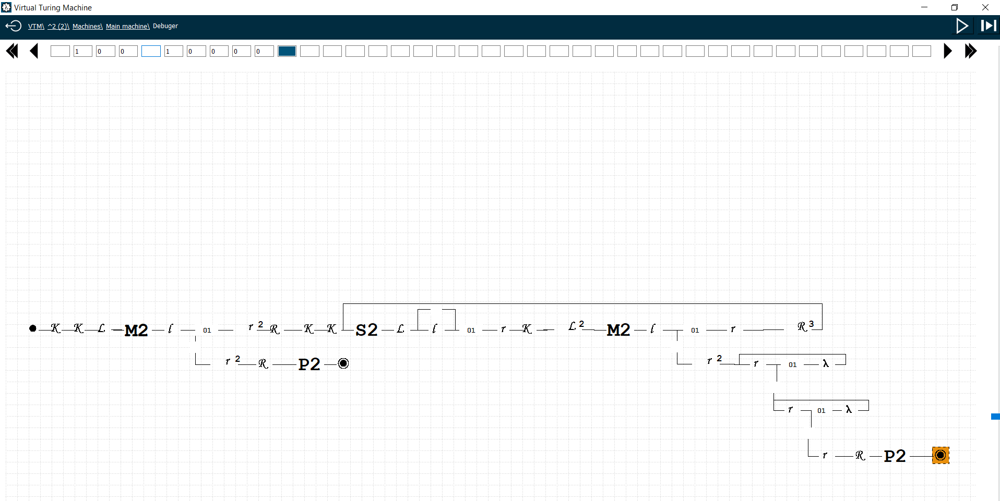 Virtual Turing Machine
VTM\ ^2 (2)\ Machines\ Main machine\ Debuger
1 0 0 1 0 0 0 0
K K L M2 l 01 r 2 R K K S2 L l 01 r K L 2 M2 l 01 r R 3
r 2 R P2 r 2 r 01 λ
r 01 λ
r R P2